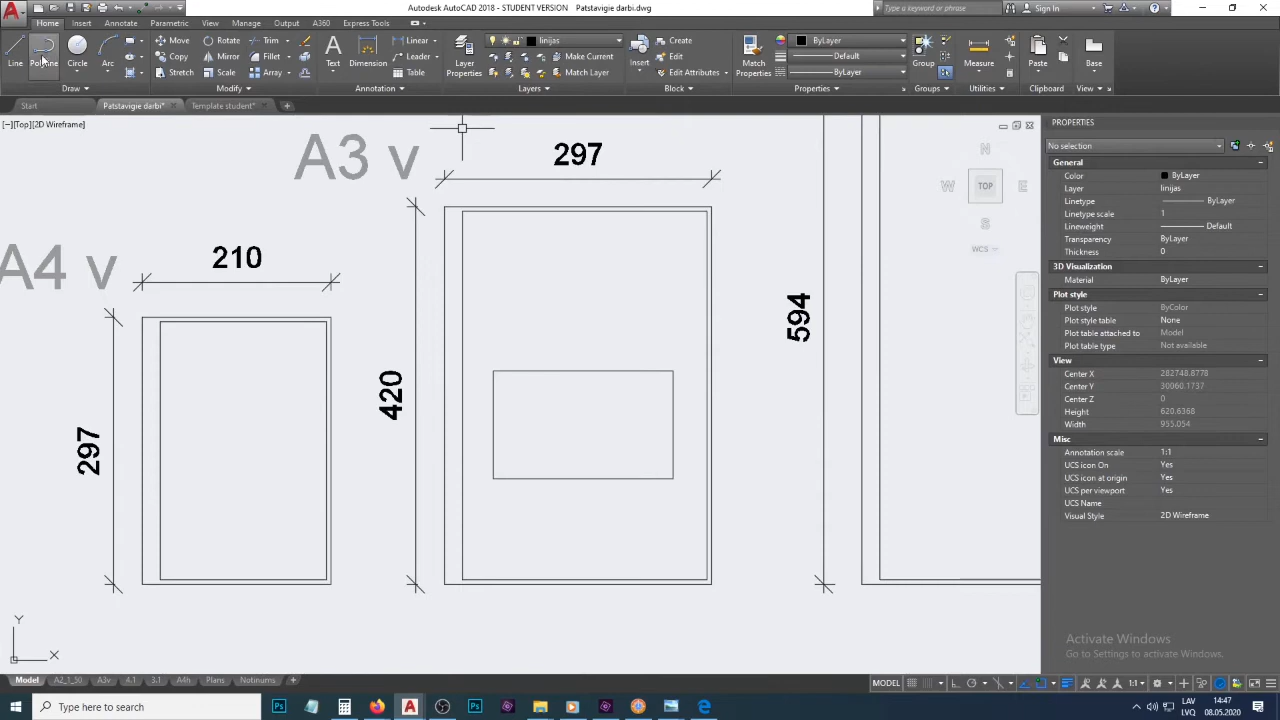 Autodesk AutoCAD 2018 - STUDENT VERSION Patstavigie darbi.dwg
Type a keyword or phrase
Sign In
Home Insert Annotate Parametric View Manage Output A360 Express Tools
Line Polyline Circle Arc
Move Rotate Trim
Copy Mirror Fillet
Stretch Scale Array
Text Dimension
Linear
Leader
Table
Layer Properties
linijas
Make Current
Match Layer
Insert
Create
Edit
Edit Attributes
Match Properties
ByLayer
Default
ByLayer
Group Measure Paste Base
Draw Modify Annotation Layers Block Properties Groups Utilities Clipboard View
Start Patstavigie darbi* Template student*
[−][Top][2D Wireframe]
A3 v
297
A4 v
210
420
297
594
N
W TOP E
S
WCS
PROPERTIES
No selection
General
Color ByLayer
Layer linijas
Linetype ByLayer
Linetype scale 1
Lineweight Default
Transparency ByLayer
Thickness 0
3D Visualization
Material ByLayer
Plot style
Plot style ByColor
Plot style table None
Plot table attached to Model
Plot table type Not available
View
Center X 282748.8778
Center Y 30060.1737
Center Z 0
Height 620.6368
Width 955.054
Misc
Annotation scale 1:1
UCS icon On Yes
UCS icon at origin Yes
UCS per viewport Yes
UCS Name
Visual Style 2D Wireframe
Activate Windows
Go to Settings to activate Windows.
Y
X
Model A2_1_50 A3v 4.1 3.1 A4h Plans Notinums
MODEL 1:1
Type here to search
LAV
LVQ
14:47
08.05.2020